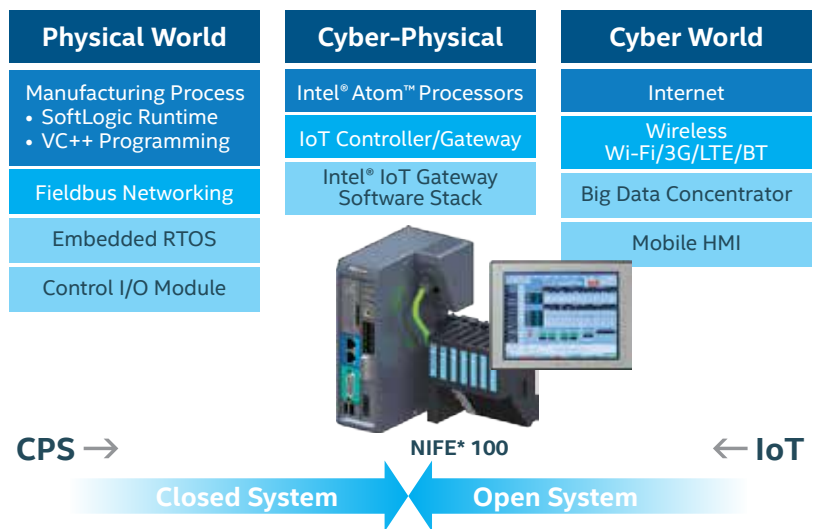 Physical World
Manufacturing Process
• SoftLogic Runtime
• VC++ Programming
Fieldbus Networking
Embedded RTOS
Control I/O Module
Cyber-Physical
Intel® Atom™ Processors
IoT Controller/Gateway
Intel® IoT Gateway
Software Stack
Cyber World
Internet
Wireless
Wi-Fi/3G/LTE/BT
Big Data Concentrator
Mobile HMI
CPS →
NIFE* 100
← IoT
Closed System
Open System